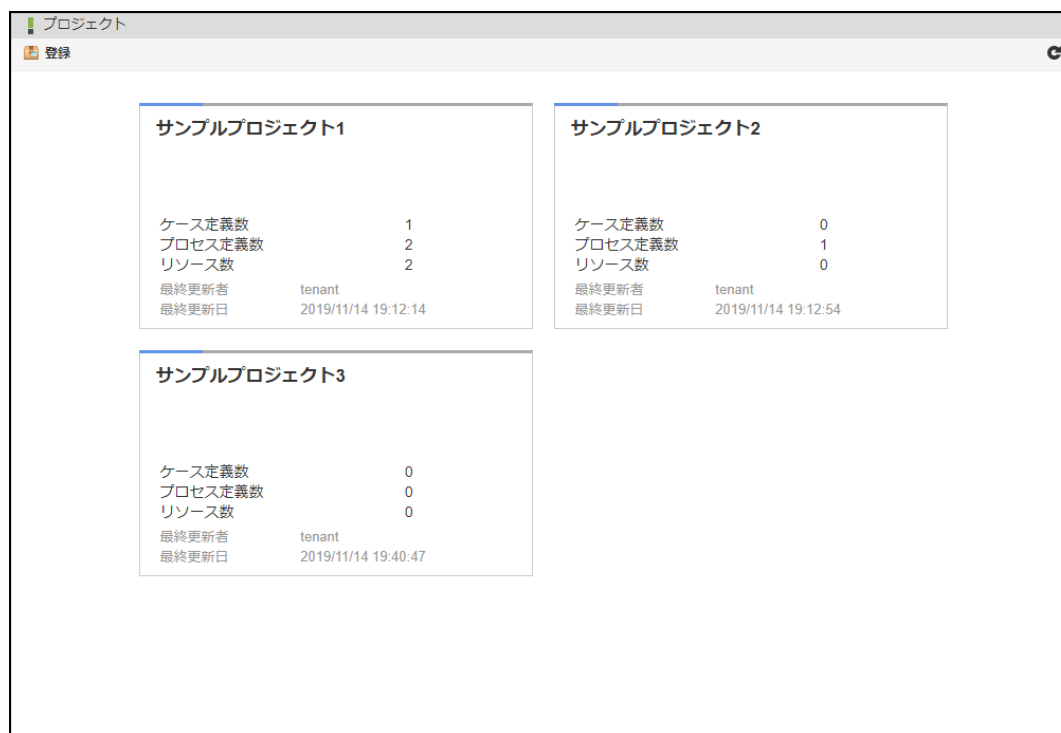 プロジェクト
登録
サンプルプロジェクト1
ケース定義数 1
プロセス定義数 2
リソース数 2
最終更新者 tenant
最終更新日 2019/11/14 19:12:14
サンプルプロジェクト2
ケース定義数 0
プロセス定義数 1
リソース数 0
最終更新者 tenant
最終更新日 2019/11/14 19:12:54
サンプルプロジェクト3
ケース定義数 0
プロセス定義数 0
リソース数 0
最終更新者 tenant
最終更新日 2019/11/14 19:40:47